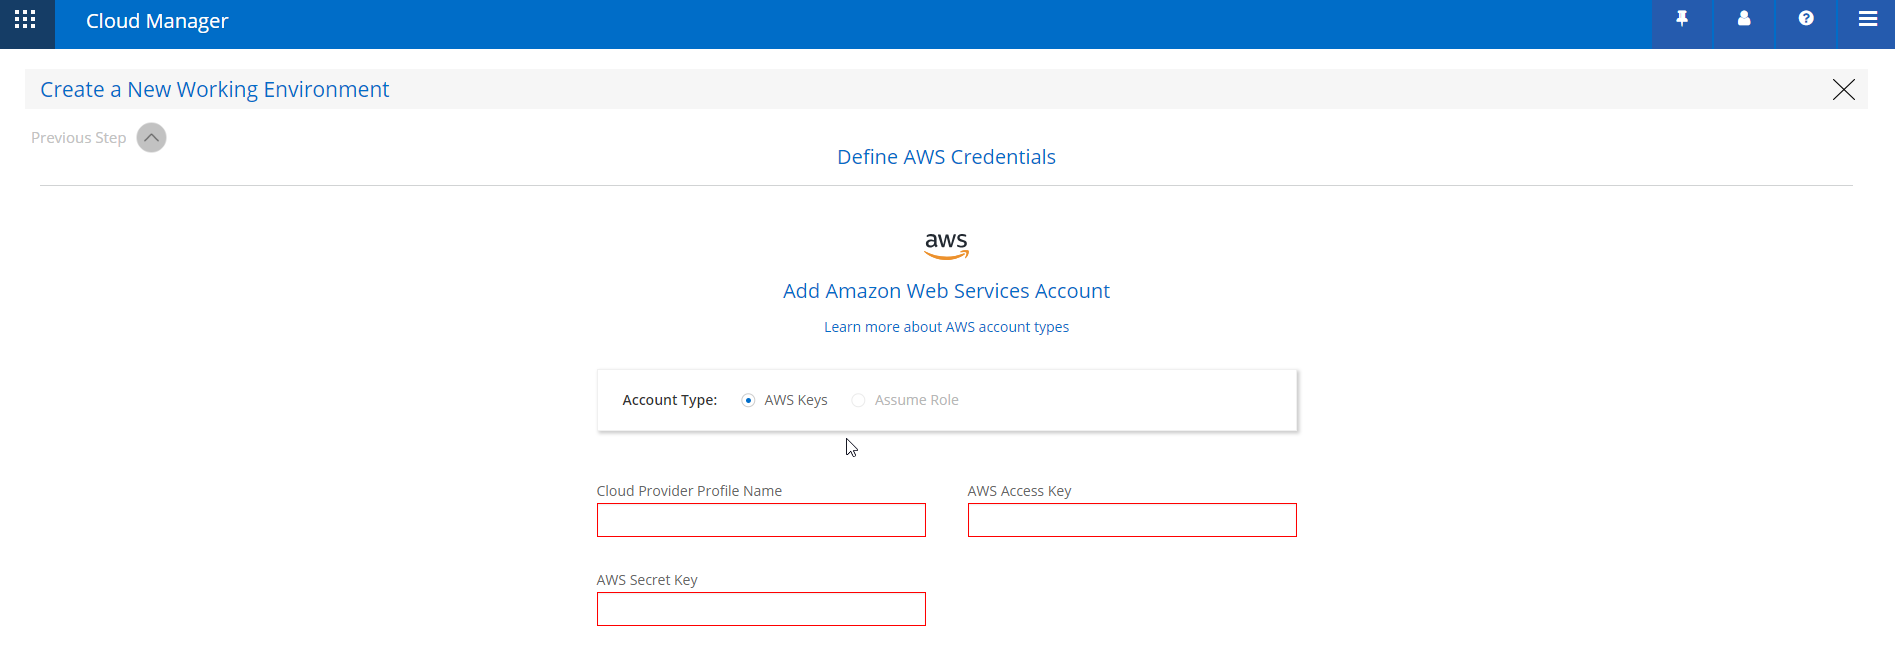 Cloud Manager
Create a New Working Environment
Previous Step
Define AWS Credentials
aws
Add Amazon Web Services Account
Learn more about AWS account types
Account Type: AWS Keys Assume Role
Cloud Provider Profile Name AWS Access Key
AWS Secret Key